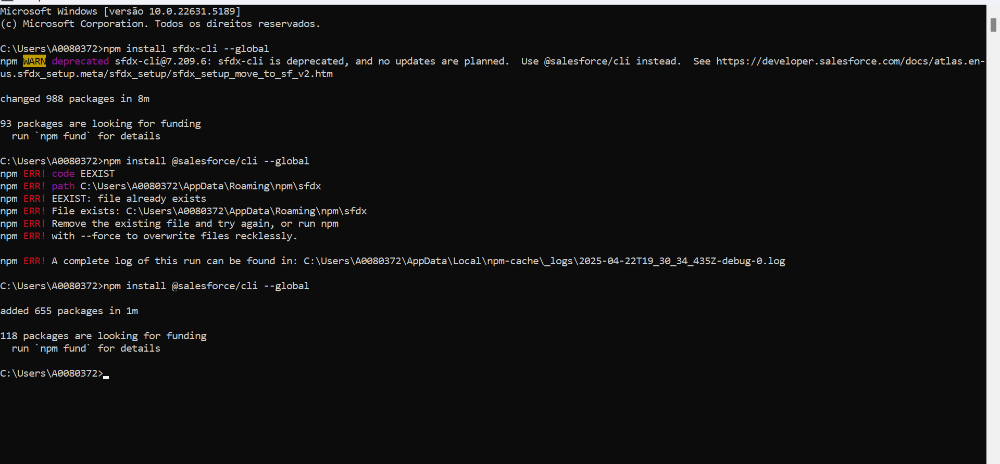 Microsoft Windows [versão 10.0.22631.5189]
(c) Microsoft Corporation. Todos os direitos reservados.
C:\Users\A0080372>npm install sfdx-cli --global
npm WARN deprecated sfdx-cli@7.209.6: sfdx-cli is deprecated, and no updates are planned.  Use @salesforce/cli instead.  See https://developer.salesforce.com/docs/atlas.en-
us.sfdx_setup.meta/sfdx_setup/sfdx_setup_move_to_sf_v2.htm
changed 988 packages in 8m
93 packages are looking for funding
  run `npm fund` for details
C:\Users\A0080372>npm install @salesforce/cli --global
npm ERR! code EEXIST
npm ERR! path C:\Users\A0080372\AppData\Roaming\npm\sfdx
npm ERR! EEXIST: file already exists
npm ERR! File exists: C:\Users\A0080372\AppData\Roaming\npm\sfdx
npm ERR! Remove the existing file and try again, or run npm
npm ERR! with --force to overwrite files recklessly.
npm ERR! A complete log of this run can be found in: C:\Users\A0080372\AppData\Local\npm-cache\_logs\2025-04-22T19_30_34_435Z-debug-0.log
C:\Users\A0080372>npm install @salesforce/cli --global
added 655 packages in 1m
118 packages are looking for funding
  run `npm fund` for details
C:\Users\A0080372>